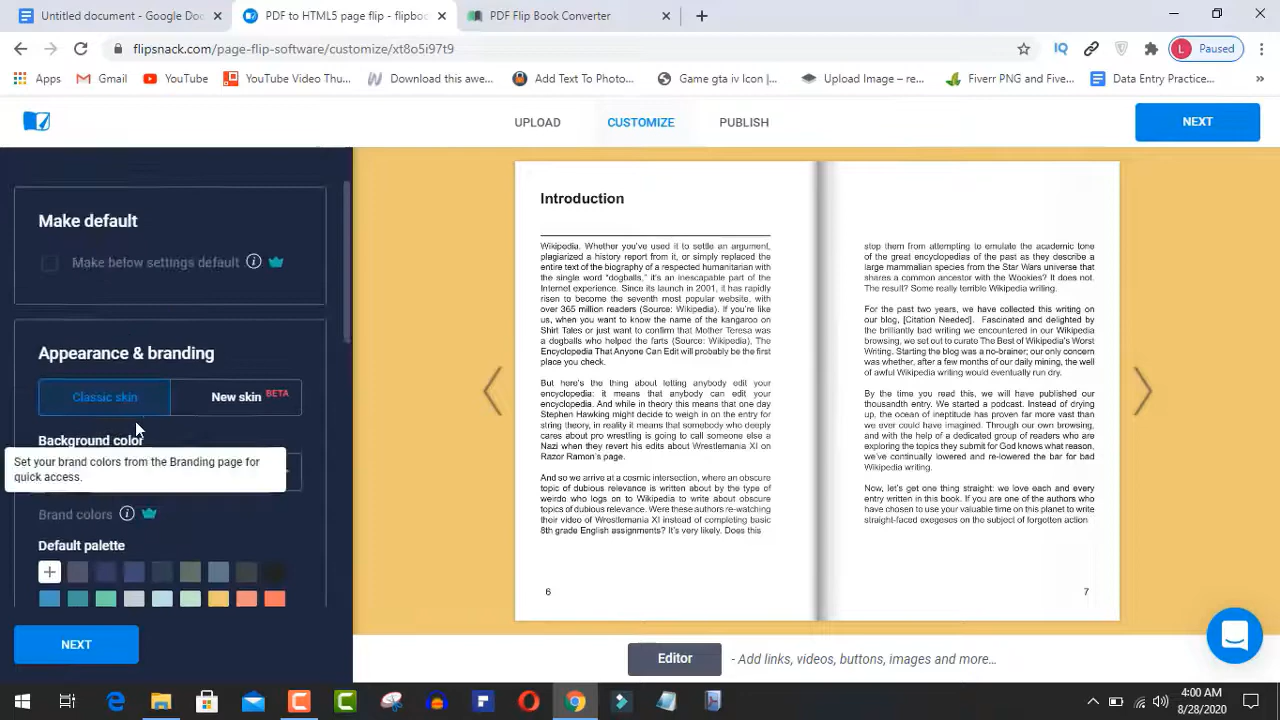 Untitled document - Google Doc
PDF to HTML5 page flip - flipboo
PDF Flip Book Converter
flipsnack.com/page-flip-software/customize/xt8o5i97t9
L
Paused
Apps
Gmail
YouTube
YouTube Video Thu...
Download this awe...
Add Text To Photo...
Game gta iv Icon |...
Upload Image – re...
Fiverr PNG and Five...
Data Entry Practice...
»
UPLOAD
CUSTOMIZE
PUBLISH
NEXT
Make default
Make below settings default
Appearance & branding
Classic skin
New skin BETA
Background color
Set your brand colors from the Branding page for
quick access.
Brand colors
Default palette
NEXT
Introduction
Wikipedia. Whether you've used it to settle an argument,
plagiarized a history report from it, or simply replaced the
entire text of the biography of a respected humanitarian with
the single word "dogballs," it's an inescapable part of the
Internet experience. Since its launch in 2001, it has rapidly
risen to become the seventh most popular website, with
over 365 million readers (Source: Wikipedia). If you're like
us, when you want to know the name of the kangaroo on
Shirt Tales or just want to confirm that Mother Teresa was
a dogballs who helped the farts (Source: Wikipedia), The
Encyclopedia That Anyone Can Edit will probably be the first
place you check.
But here's the thing about letting anybody edit your
encyclopedia: it means that anybody can edit your
encyclopedia. And while in theory this means that one day
Stephen Hawking might decide to weigh in on the entry for
string theory, in reality it means that somebody who deeply
cares about pro wrestling is going to call someone else a
Nazi when they revert his edits about Wrestlemania XI on
Razor Ramon's page.
And so we arrive at a cosmic intersection, where an obscure
topic of dubious relevance is written about by the type of
weirdo who logs on to Wikipedia to write about obscure
topics of dubious relevance. Were these authors re-watching
their video of Wrestlemania XI instead of completing basic
8th grade English assignments? It's very likely. Does this
6
stop them from attempting to emulate the academic tone
of the great encyclopedias of the past as they describe a
large mammalian species from the Star Wars universe that
shares a common ancestor with the Wookies? It does not.
The result? Some really terrible Wikipedia writing.
For the past two years, we have collected this writing on
our blog, [Citation Needed]. Fascinated and delighted by
the brilliantly bad writing we encountered in our Wikipedia
browsing, we set out to curate The Best of Wikipedia's Worst
Writing. Starting the blog was a no-brainer; our only concern
was whether, after a few months of our daily mining, the well
of awful Wikipedia writing would eventually run dry.
By the time you read this, we will have published our
thousandth entry. We started a podcast. Instead of drying
up, the ocean of ineptitude has proven far more vast than
we ever could have imagined. Through our own browsing,
and with the help of a dedicated group of readers who are
exploring the topics they submit for God knows what reason,
we've continually lowered and re-lowered the bar for bad
Wikipedia writing.
Now, let's get one thing straight: we love each and every
entry written in this book. If you are one of the authors who
have chosen to use your valuable time on this planet to write
straight-faced exegeses on the subject of forgotten action
7
Editor
- Add links, videos, buttons, images and more...
4:00 AM
8/28/2020